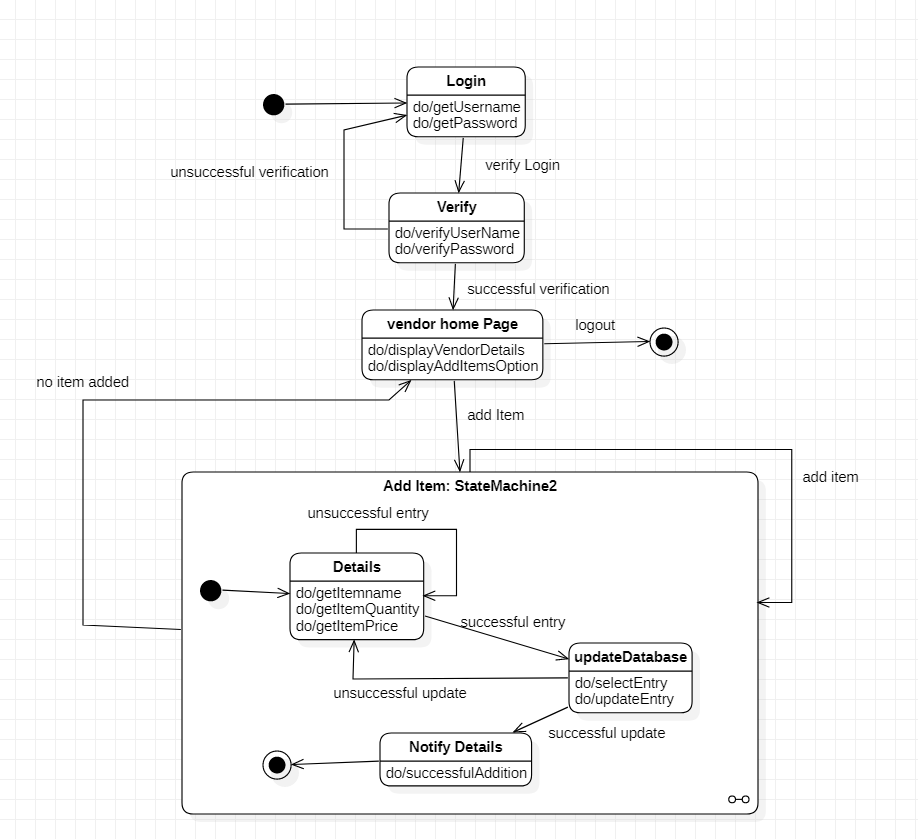 Login
do/getUsername
do/getPassword
verify Login
unsuccessful verification
Verify
do/verifyUserName
do/verifyPassword
successful verification
vendor home Page
do/displayVendorDetails
do/displayAddItemsOption
logout
no item added
add Item
Add Item: StateMachine2
add item
unsuccessful entry
Details
do/getItemname
do/getItemQuantity
do/getItemPrice
successful entry
updateDatabase
do/selectEntry
do/updateEntry
unsuccessful update
successful update
Notify Details
do/successfulAddition